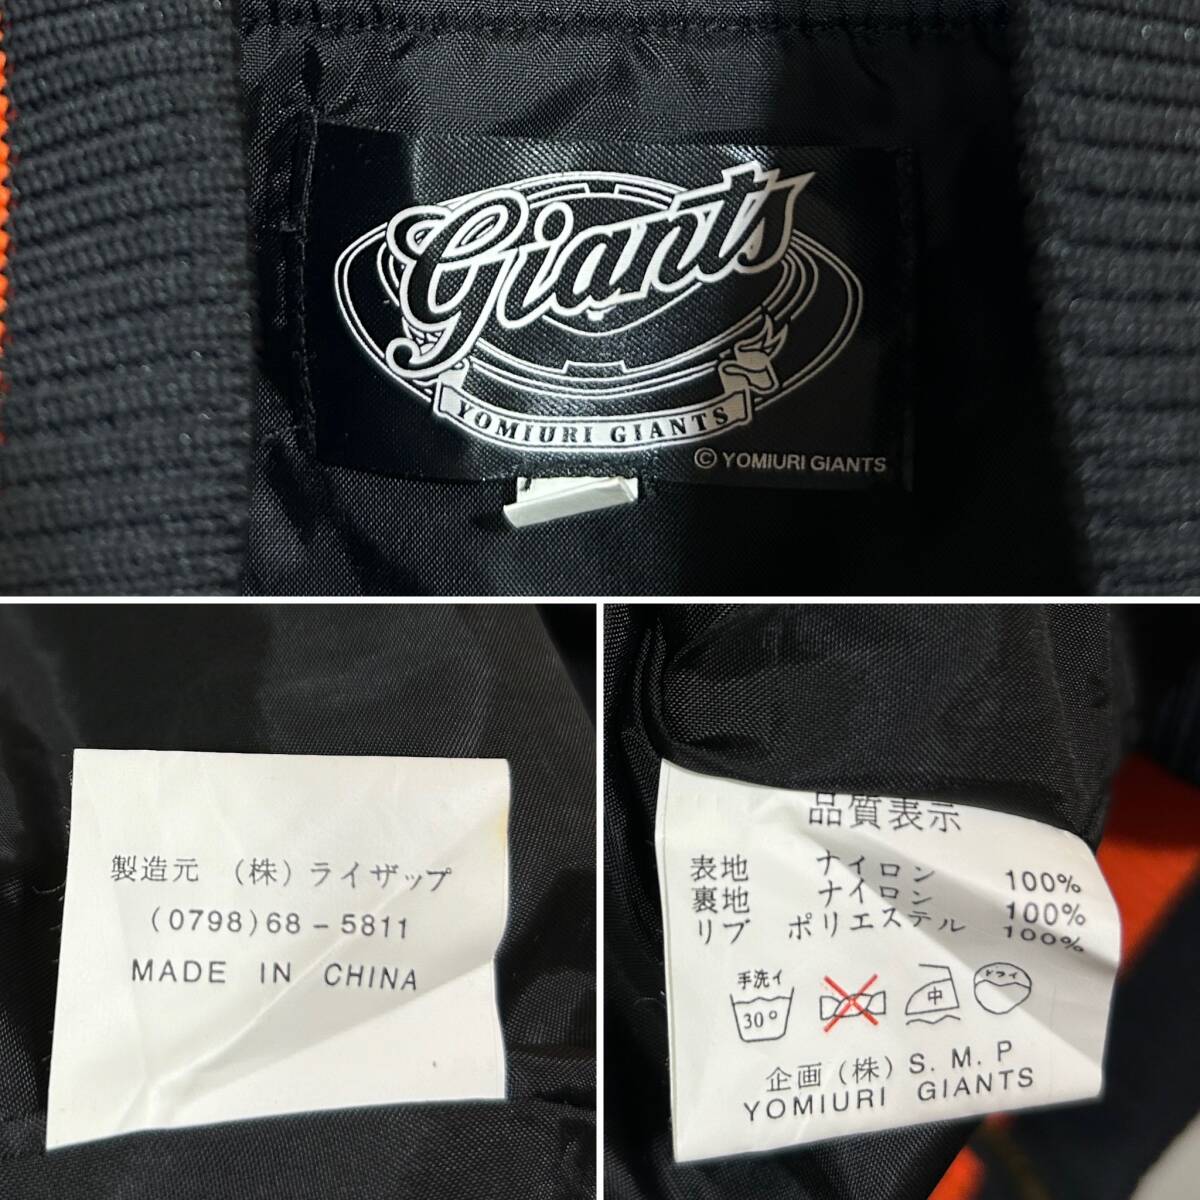 Giants
YOMIURI GIANTS
© YOMIURI GIANTS
製造元 (株) ライザップ
(0798)68-5811
MADE IN CHINA
品質表示
表地 ナイロン 100%
裏地 ナイロン 100%
リブ ポリエステル 100%
手洗イ
30°
中
ドライ
企画 (株) S.M.P
YOMIURI GIANTS